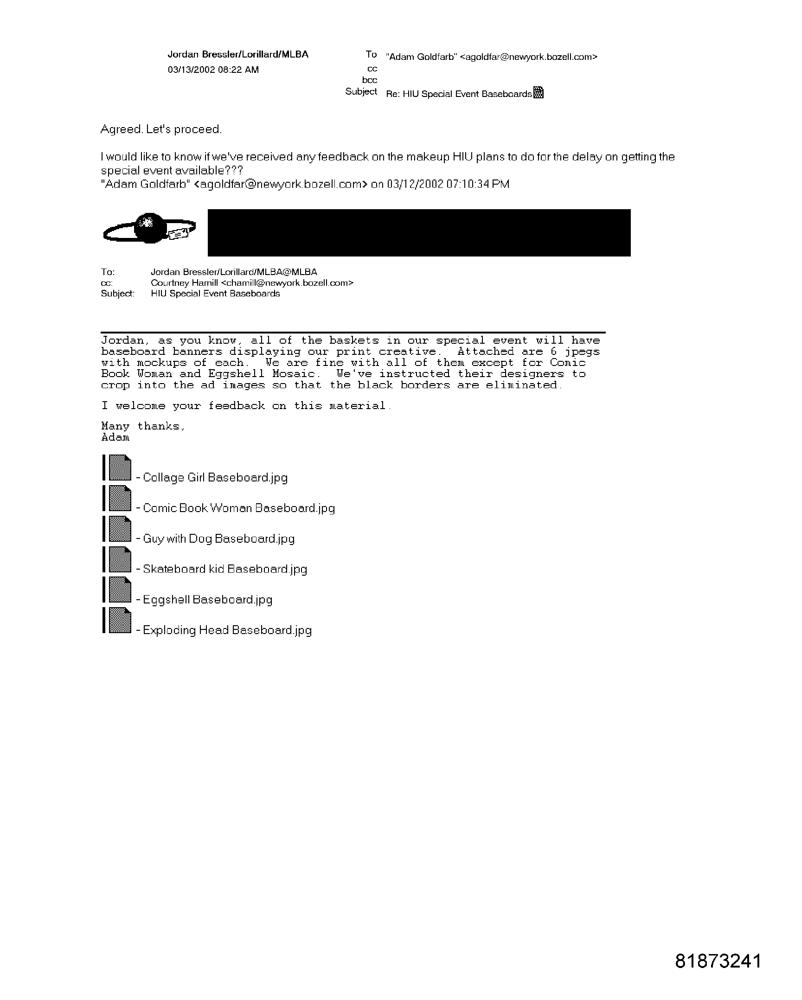 Jordan Bressler/Lorillard/MLBA
03/13/2002 08:22 AM
To "Adam Goldfarb" <agoldfar@newyork.bozell.com>
cc
bcc
Subject Re: HIU Special Event Baseboards
Agreed. Let's proceed.
I would like to know if we've received any feedback on the makeup HIU plans to do for the delay on getting the
special event available???
"Adam Goldfarb" <agoldfar@newyork.bozell.com> on 03/12/2002 07:10:34 PM
To: Jordan Bressler/Lorillard/MLBA@MLBA
cc: Courtney Hamill <chamill@newyork.bozell.com>
Subject: HIU Special Event Baseboards
Jordan, as you know, all of the baskets in our special event will have
baseboard banners displaying our print creative. Attached are 6 jpegs
with mockups of each. We are fine with all of them except for Comic
Book Woman and Eggshell Mosaic. We've instructed their designers to
crop into the ad images so that the black borders are eliminated.
I welcome your feedback on this material.
Many thanks,
Adam
- Collage Girl Baseboard.jpg
- Comic Book Woman Baseboard.jpg
- Guy with Dog Baseboard.jpg
- Skateboard kid Baseboard.jpg
- Eggshell Baseboard.jpg
- Exploding Head Baseboard.jpg
81873241